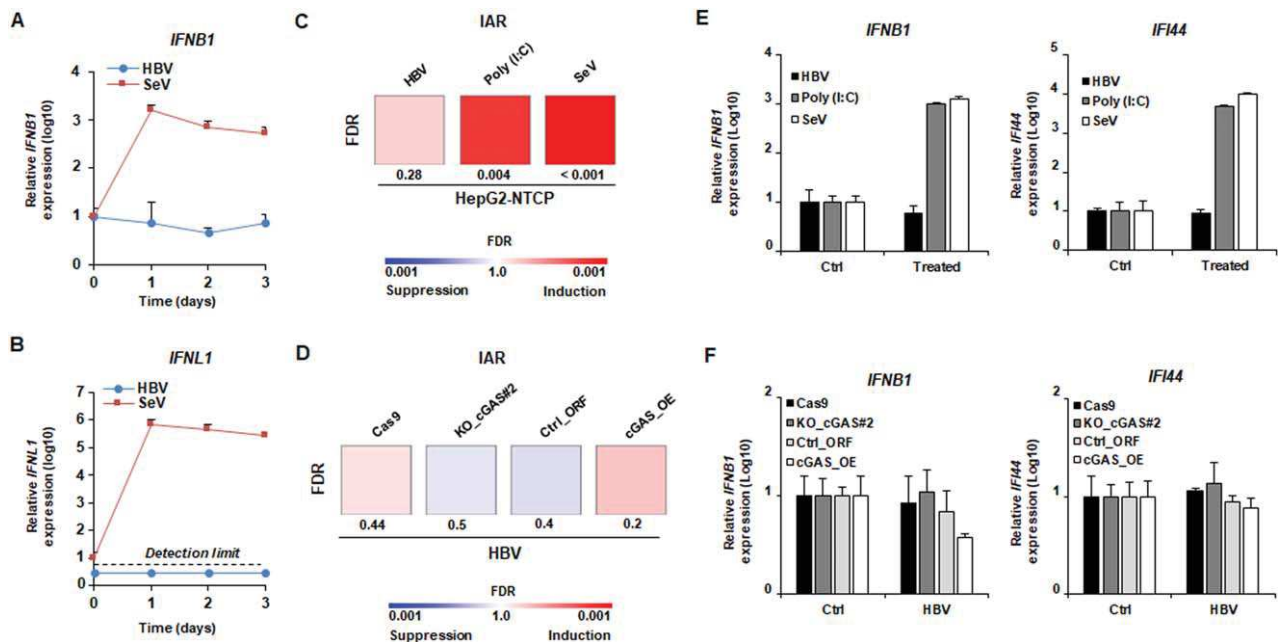 A
IFNB1
HBV
SeV
Relative IFNB1
expression (log10)
4
3
2
1
0
0
1
2
3
Time (days)
B
IFNL1
HBV
SeV
Relative IFNL1
expression (log10)
7
6
5
4
3
2
1
0
Detection limit
0
1
2
3
Time (days)
C
IAR
HBV
Poly (I:C)
SeV
FDR
0.28
0.004
< 0.001
HepG2-NTCP
FDR
0.001
1.0
0.001
Suppression
Induction
D
IAR
Cas9
KO_cGAS#2
Ctrl_ORF
cGAS_OE
FDR
0.44
0.5
0.4
0.2
HBV
FDR
0.001
1.0
0.001
Suppression
Induction
E
IFNB1
HBV
Poly (I:C)
SeV
Relative IFNB1
expression (Log10)
4
3
2
1
0
Ctrl
Treated
IFI44
HBV
Poly (I:C)
SeV
Relative IFI44
expression (Log10)
5
4
3
2
1
0
Ctrl
Treated
F
IFNB1
Cas9
KO_cGAS#2
Ctrl_ORF
cGAS_OE
Relative IFNB1
expression (Log10)
2
1
0
Ctrl
HBV
IFI44
Cas9
KO_cGAS#2
Ctrl_ORF
cGAS_OE
Relative IFI44
expression (Log10)
2
1
0
Ctrl
HBV